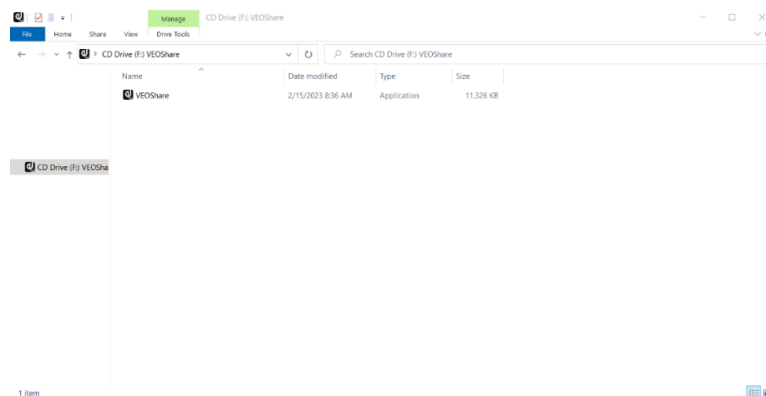 Manage CD Drive (F:) VEOShare
File Home Share View Drive Tools
CD Drive (F:) VEOShare Search CD Drive (F:) VEOShare
Name Date modified Type Size
VEOShare 2/15/2023 8:36 AM Application 11,326 KB
CD Drive (F:) VEOSha
1 item